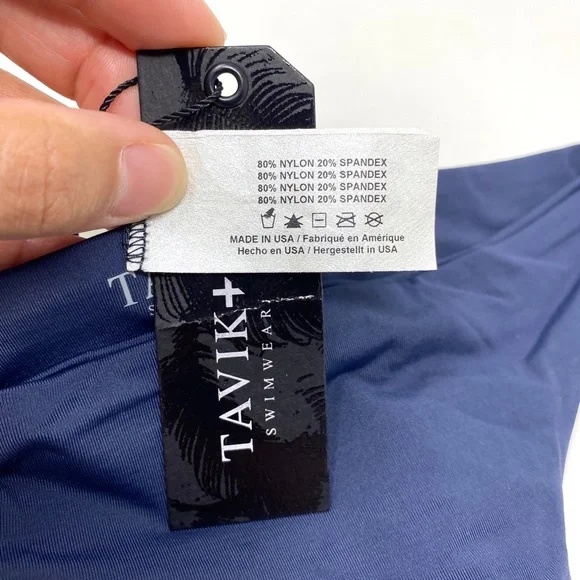 80% NYLON 20% SPANDEX
80% NYLON 20% SPANDEX
80% NYLON 20% SPANDEX
80% NYLON 20% SPANDEX
MADE IN USA / Fabriqué en Amérique
Hecho en USA / Hergestellt in USA
TAVIK+
SWIMWEAR
TA
S